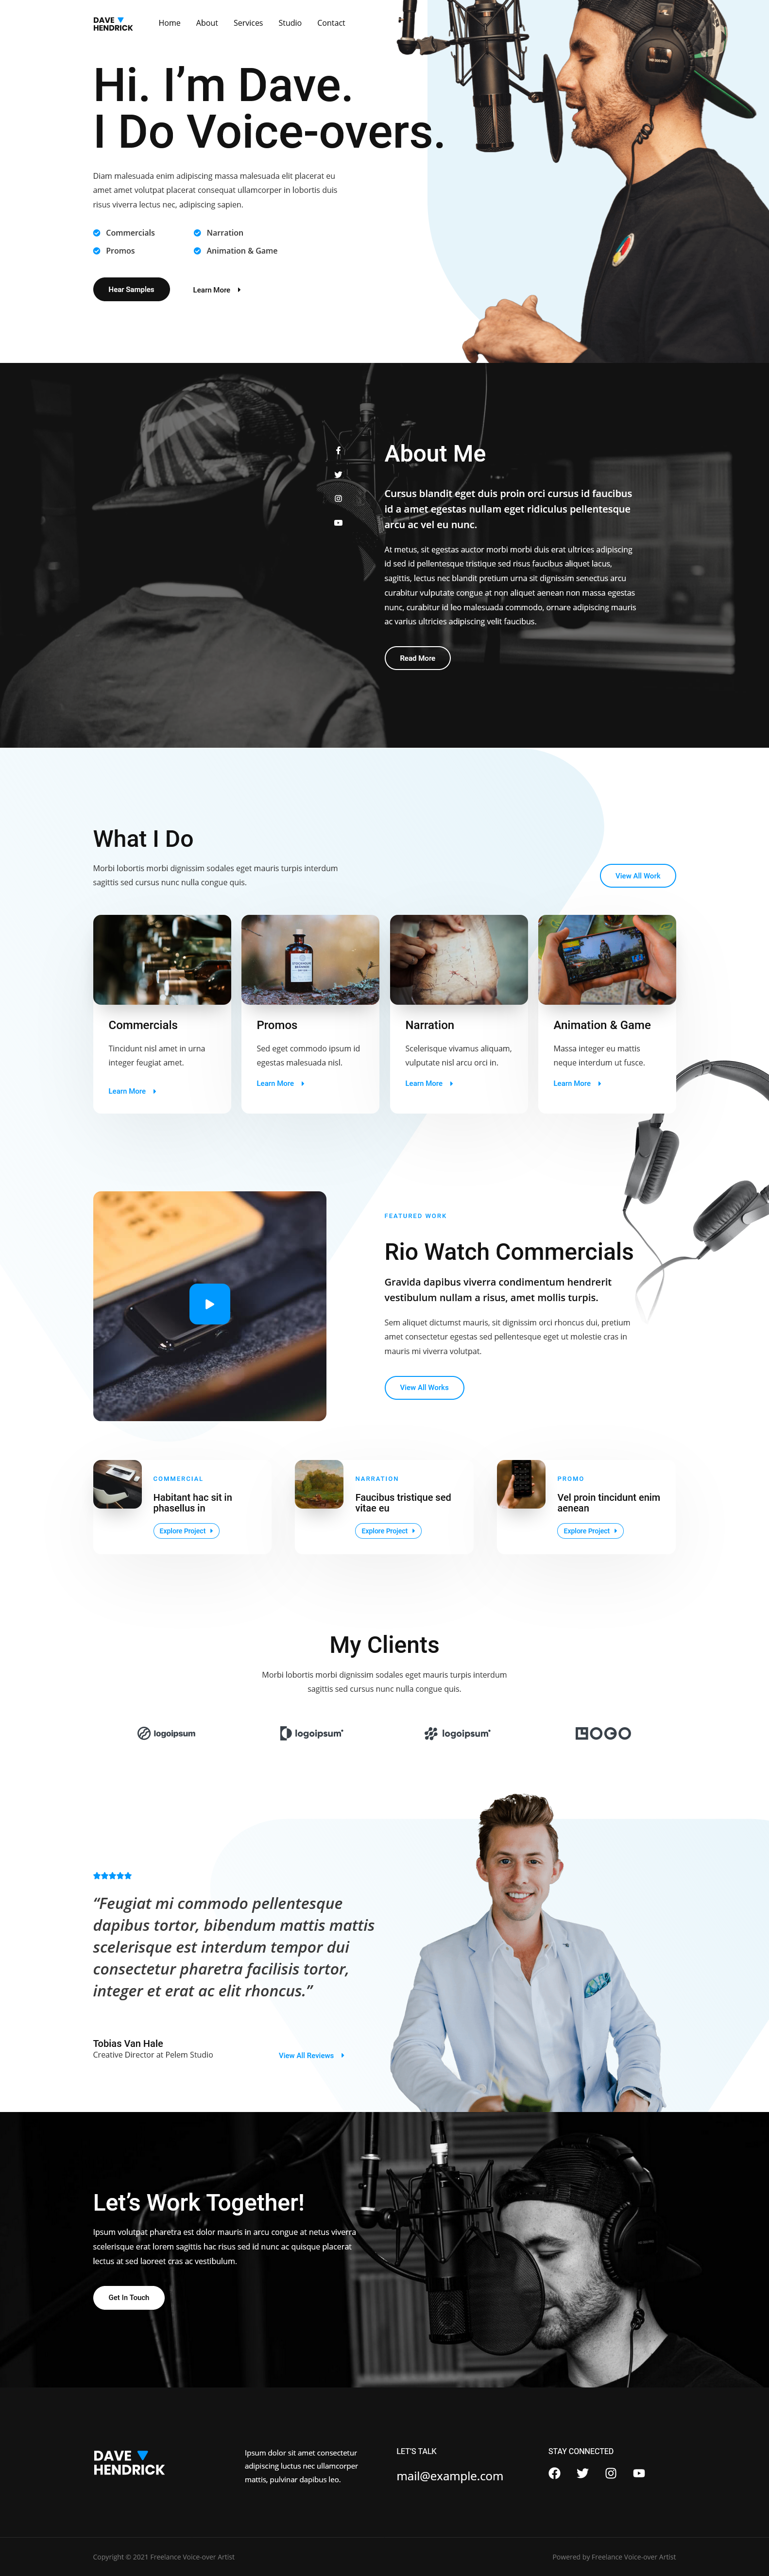 DAVE
HENDRICK
Home About Services Studio Contact
Hi. I’m Dave.
I Do Voice-overs.
Diam malesuada enim adipiscing massa malesuada elit placerat eu
amet amet volutpat placerat consequat ullamcorper in lobortis duis
risus viverra lectus nec, adipiscing sapien.
Commercials Narration
Promos Animation & Game
Hear Samples Learn More
About Me
Cursus blandit eget duis proin orci cursus id faucibus
id a amet egestas nullam eget ridiculus pellentesque
arcu ac vel eu nunc.
At metus, sit egestas auctor morbi morbi duis erat ultrices adipiscing
id sed id pellentesque tristique sed risus faucibus aliquet lacus,
sagittis, lectus nec blandit pretium urna sit dignissim senectus arcu
curabitur vulputate congue at non aliquet aenean non massa egestas
nunc, curabitur id leo malesuada commodo, ornare adipiscing mauris
ac varius ultricies adipiscing velit faucibus.
Read More
What I Do
Morbi lobortis morbi dignissim sodales eget mauris turpis interdum
sagittis sed cursus nunc nulla congue quis.
View All Work
Commercials
Tincidunt nisl amet in urna
integer feugiat amet.
Learn More
Promos
Sed eget commodo ipsum id
egestas malesuada nisl.
Learn More
Narration
Scelerisque vivamus aliquam,
vulputate nisl arcu orci in.
Learn More
Animation & Game
Massa integer eu mattis
neque interdum ut fusce.
Learn More
FEATURED WORK
Rio Watch Commercials
Gravida dapibus viverra condimentum hendrerit
vestibulum nullam a risus, amet mollis turpis.
Sem aliquet dictumst mauris, sit dignissim orci rhoncus dui, pretium
amet consectetur egestas sed pellentesque eget ut molestie cras in
mauris mi viverra volutpat.
View All Works
COMMERCIAL
Habitant hac sit in
phasellus in
Explore Project
NARRATION
Faucibus tristique sed
vitae eu
Explore Project
PROMO
Vel proin tincidunt enim
aenean
Explore Project
My Clients
Morbi lobortis morbi dignissim sodales eget mauris turpis interdum
sagittis sed cursus nunc nulla congue quis.
logoipsum logoipsum logoipsum LOGO
“Feugiat mi commodo pellentesque
dapibus tortor, bibendum mattis mattis
scelerisque est interdum tempor dui
consectetur pharetra facilisis tortor,
integer et erat ac elit rhoncus.”
Tobias Van Hale
Creative Director at Pelem Studio
View All Reviews
Let’s Work Together!
Ipsum volutpat pharetra est dolor mauris in arcu congue at netus viverra
scelerisque erat lorem sagittis hac risus sed id nunc ac quisque placerat
lectus at sed laoreet cras ac vestibulum.
Get In Touch
DAVE
HENDRICK
Ipsum dolor sit amet consectetur
adipiscing luctus nec ullamcorper
mattis, pulvinar dapibus leo.
LET’S TALK
mail@example.com
STAY CONNECTED
Copyright © 2021 Freelance Voice-over Artist
Powered by Freelance Voice-over Artist